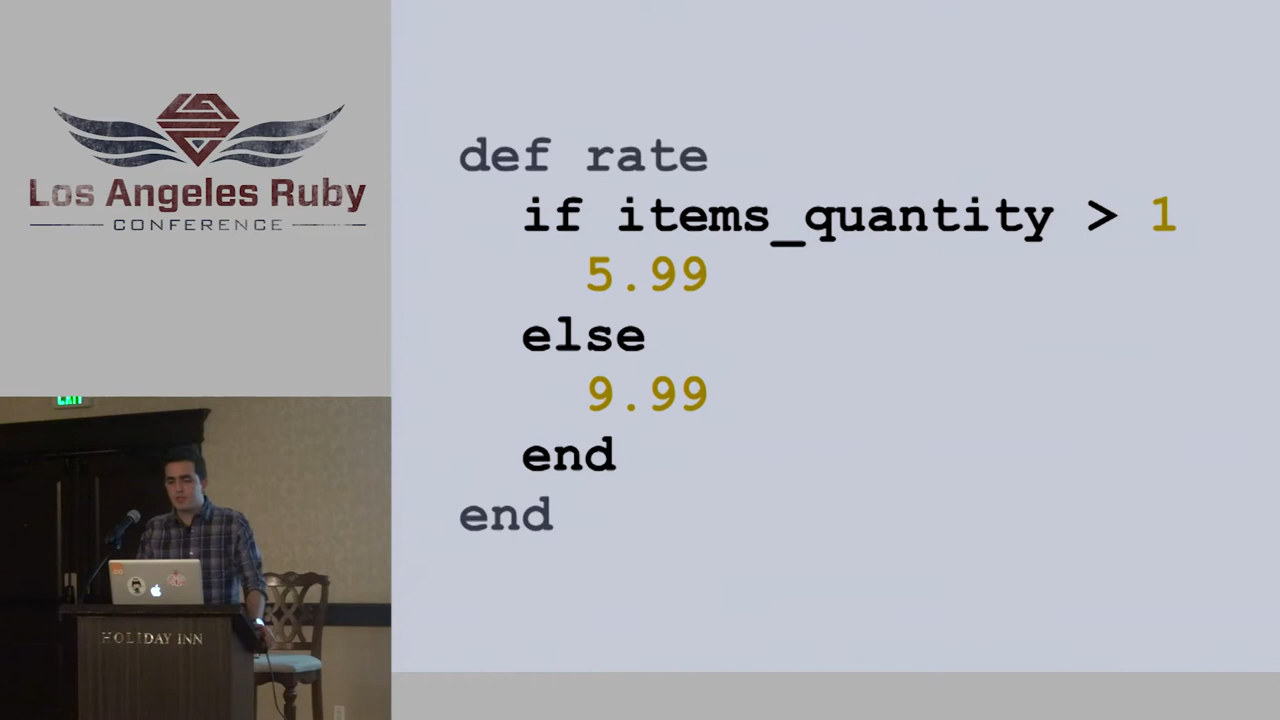 Los Angeles Ruby
CONFERENCE
def rate
  if items_quantity > 1
    5.99
  else
    9.99
  end
end
EXIT
HOLIDAY INN